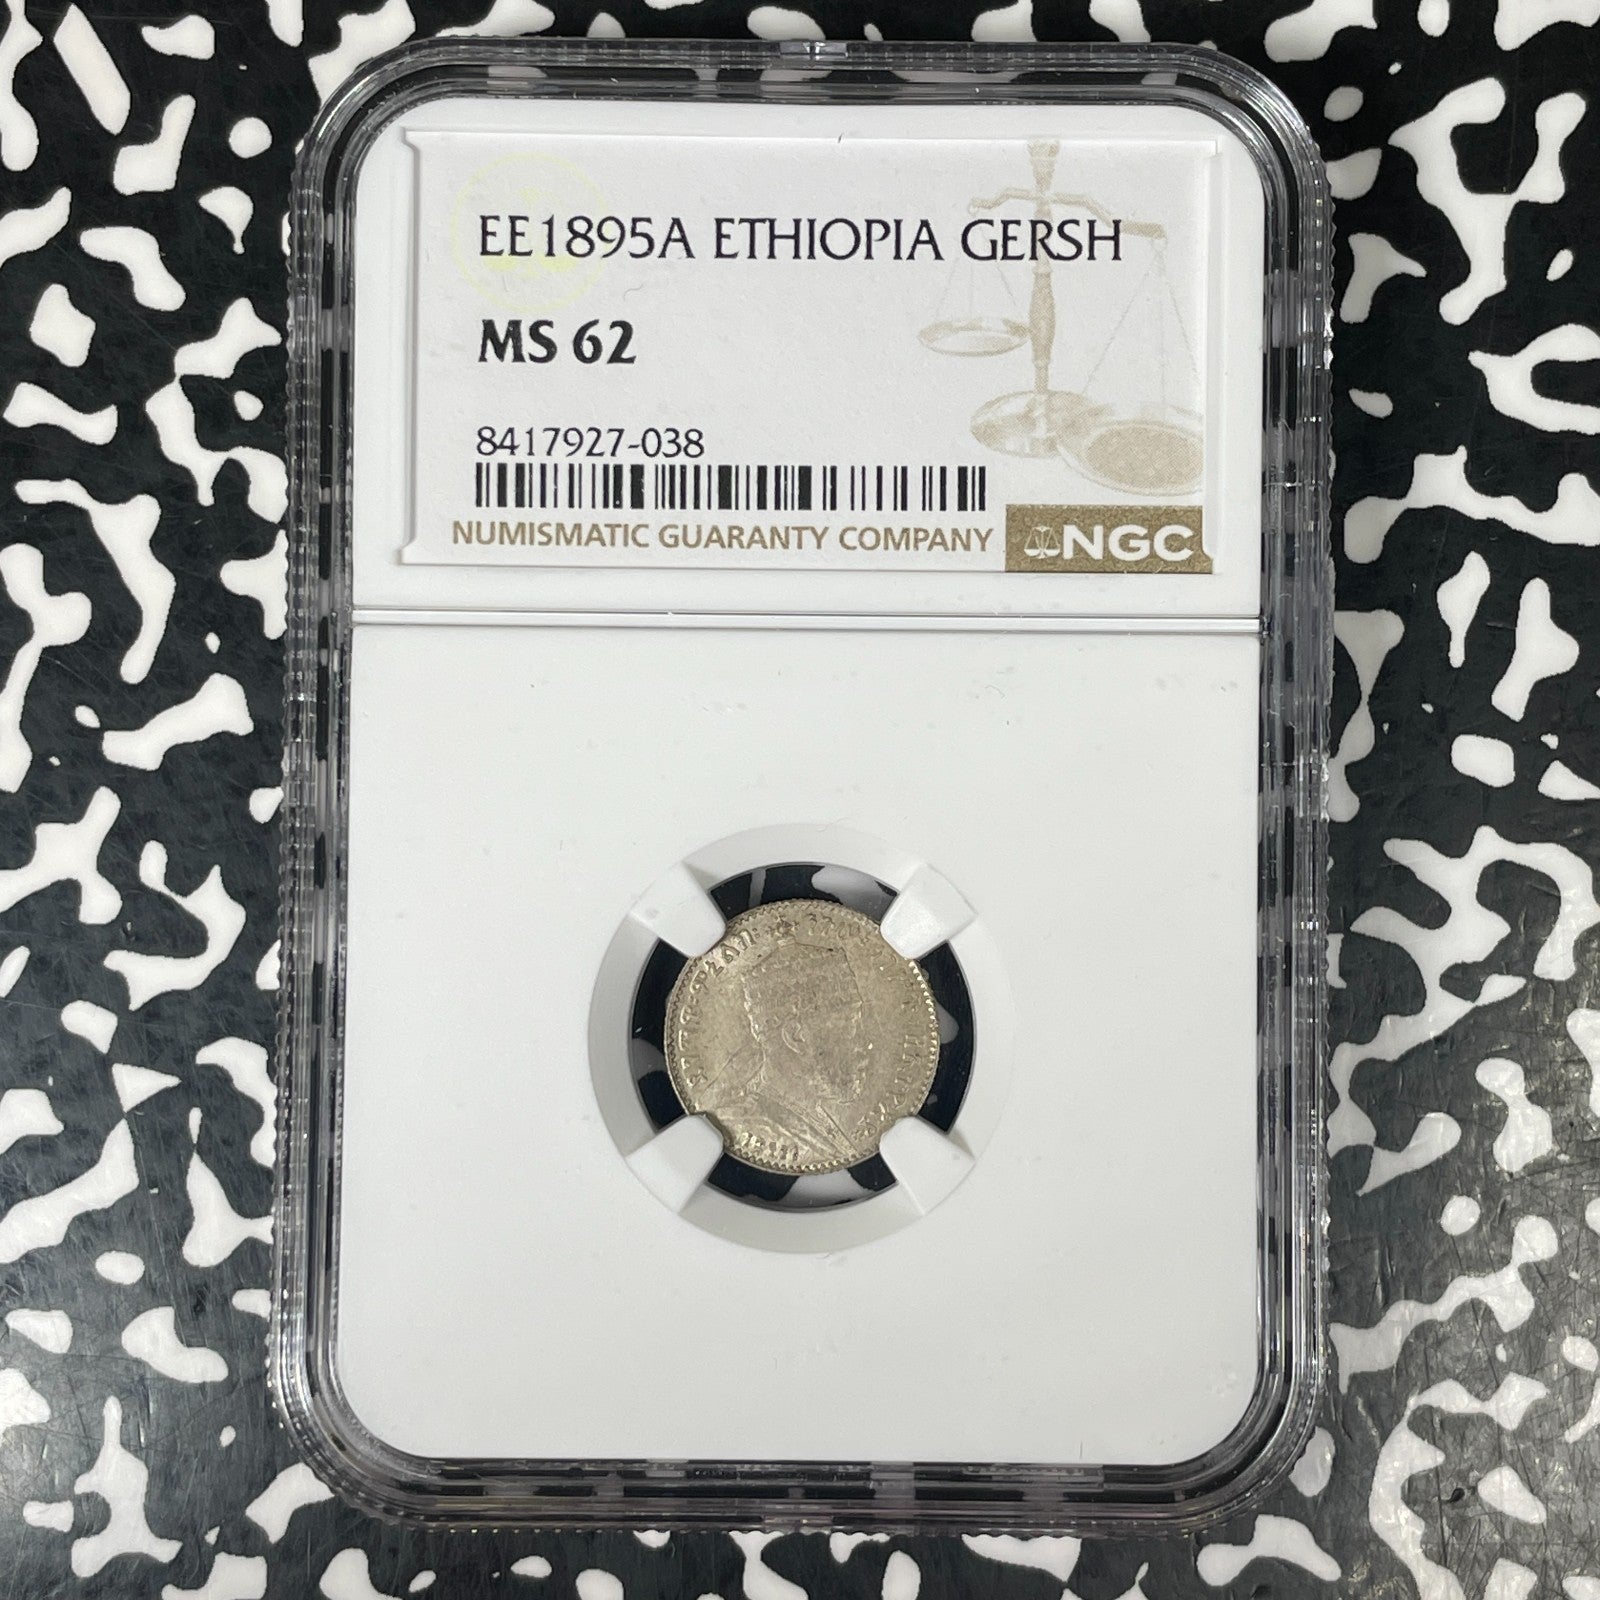 EE1895A ETHIOPIA GERSH
MS 62
8417927-038
NUMISMATIC GUARANTY COMPANY
NGC